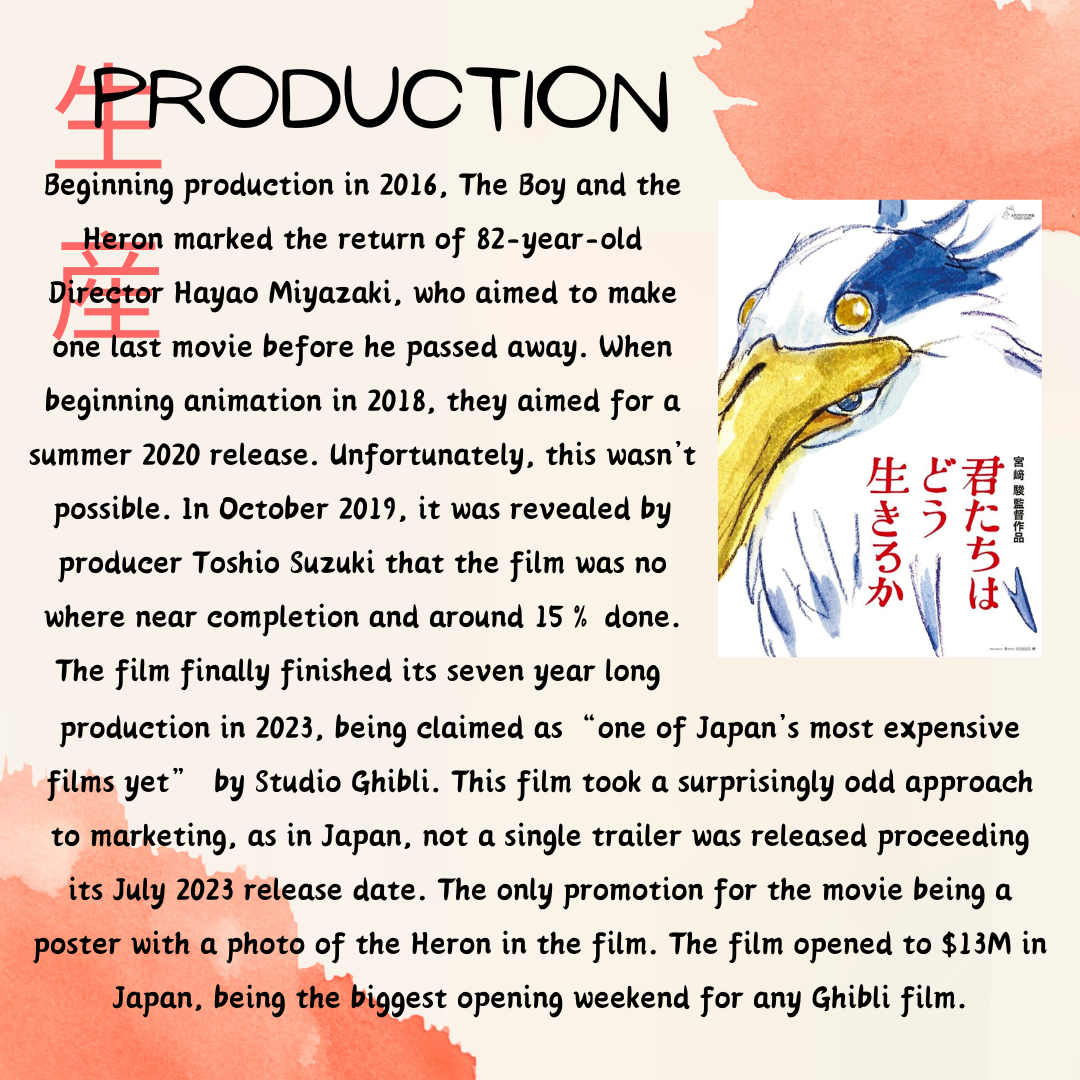 生産
PRODUCTION
Beginning production in 2016, The Boy and the
Heron marked the return of 82-year-old
Director Hayao Miyazaki, who aimed to make
one last movie before he passed away. When
beginning animation in 2018, they aimed for a
summer 2020 release. Unfortunately, this wasn't
possible. In October 2019, it was revealed by
producer Toshio Suzuki that the film was no
where near completion and around 15 % done.
The film finally finished its seven year long
production in 2023, being claimed as “one of Japan's most expensive
films yet” by Studio Ghibli. This film took a surprisingly odd approach
to marketing, as in Japan, not a single trailer was released proceeding
its July 2023 release date. The only promotion for the movie being a
poster with a photo of the Heron in the film. The film opened to $13M in
Japan, being the biggest opening weekend for any Ghibli film.
宮﨑 駿 監督作品
君たちは
どう
生きるか